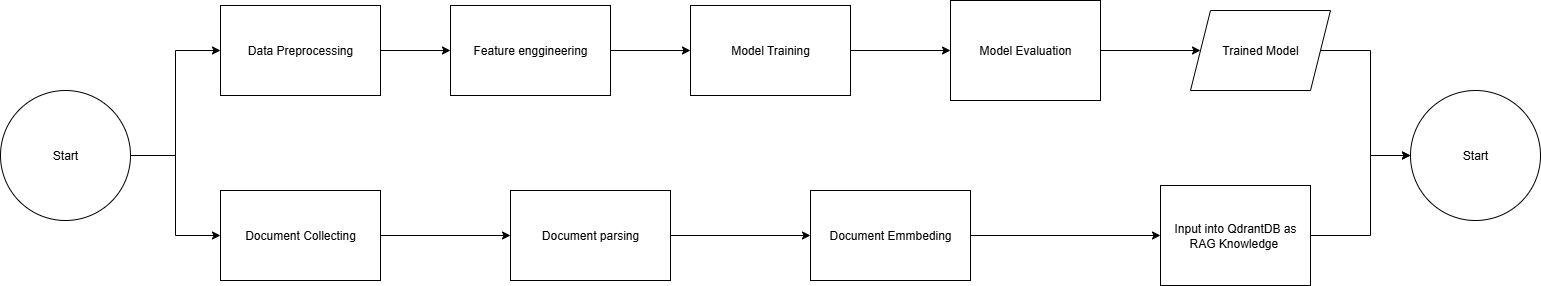 Data Preprocessing
Feature enggineering
Model Training
Model Evaluation
Trained Model
Start
Start
Document Collecting
Document parsing
Document Emmbeding
Input into QdrantDB as
RAG Knowledge